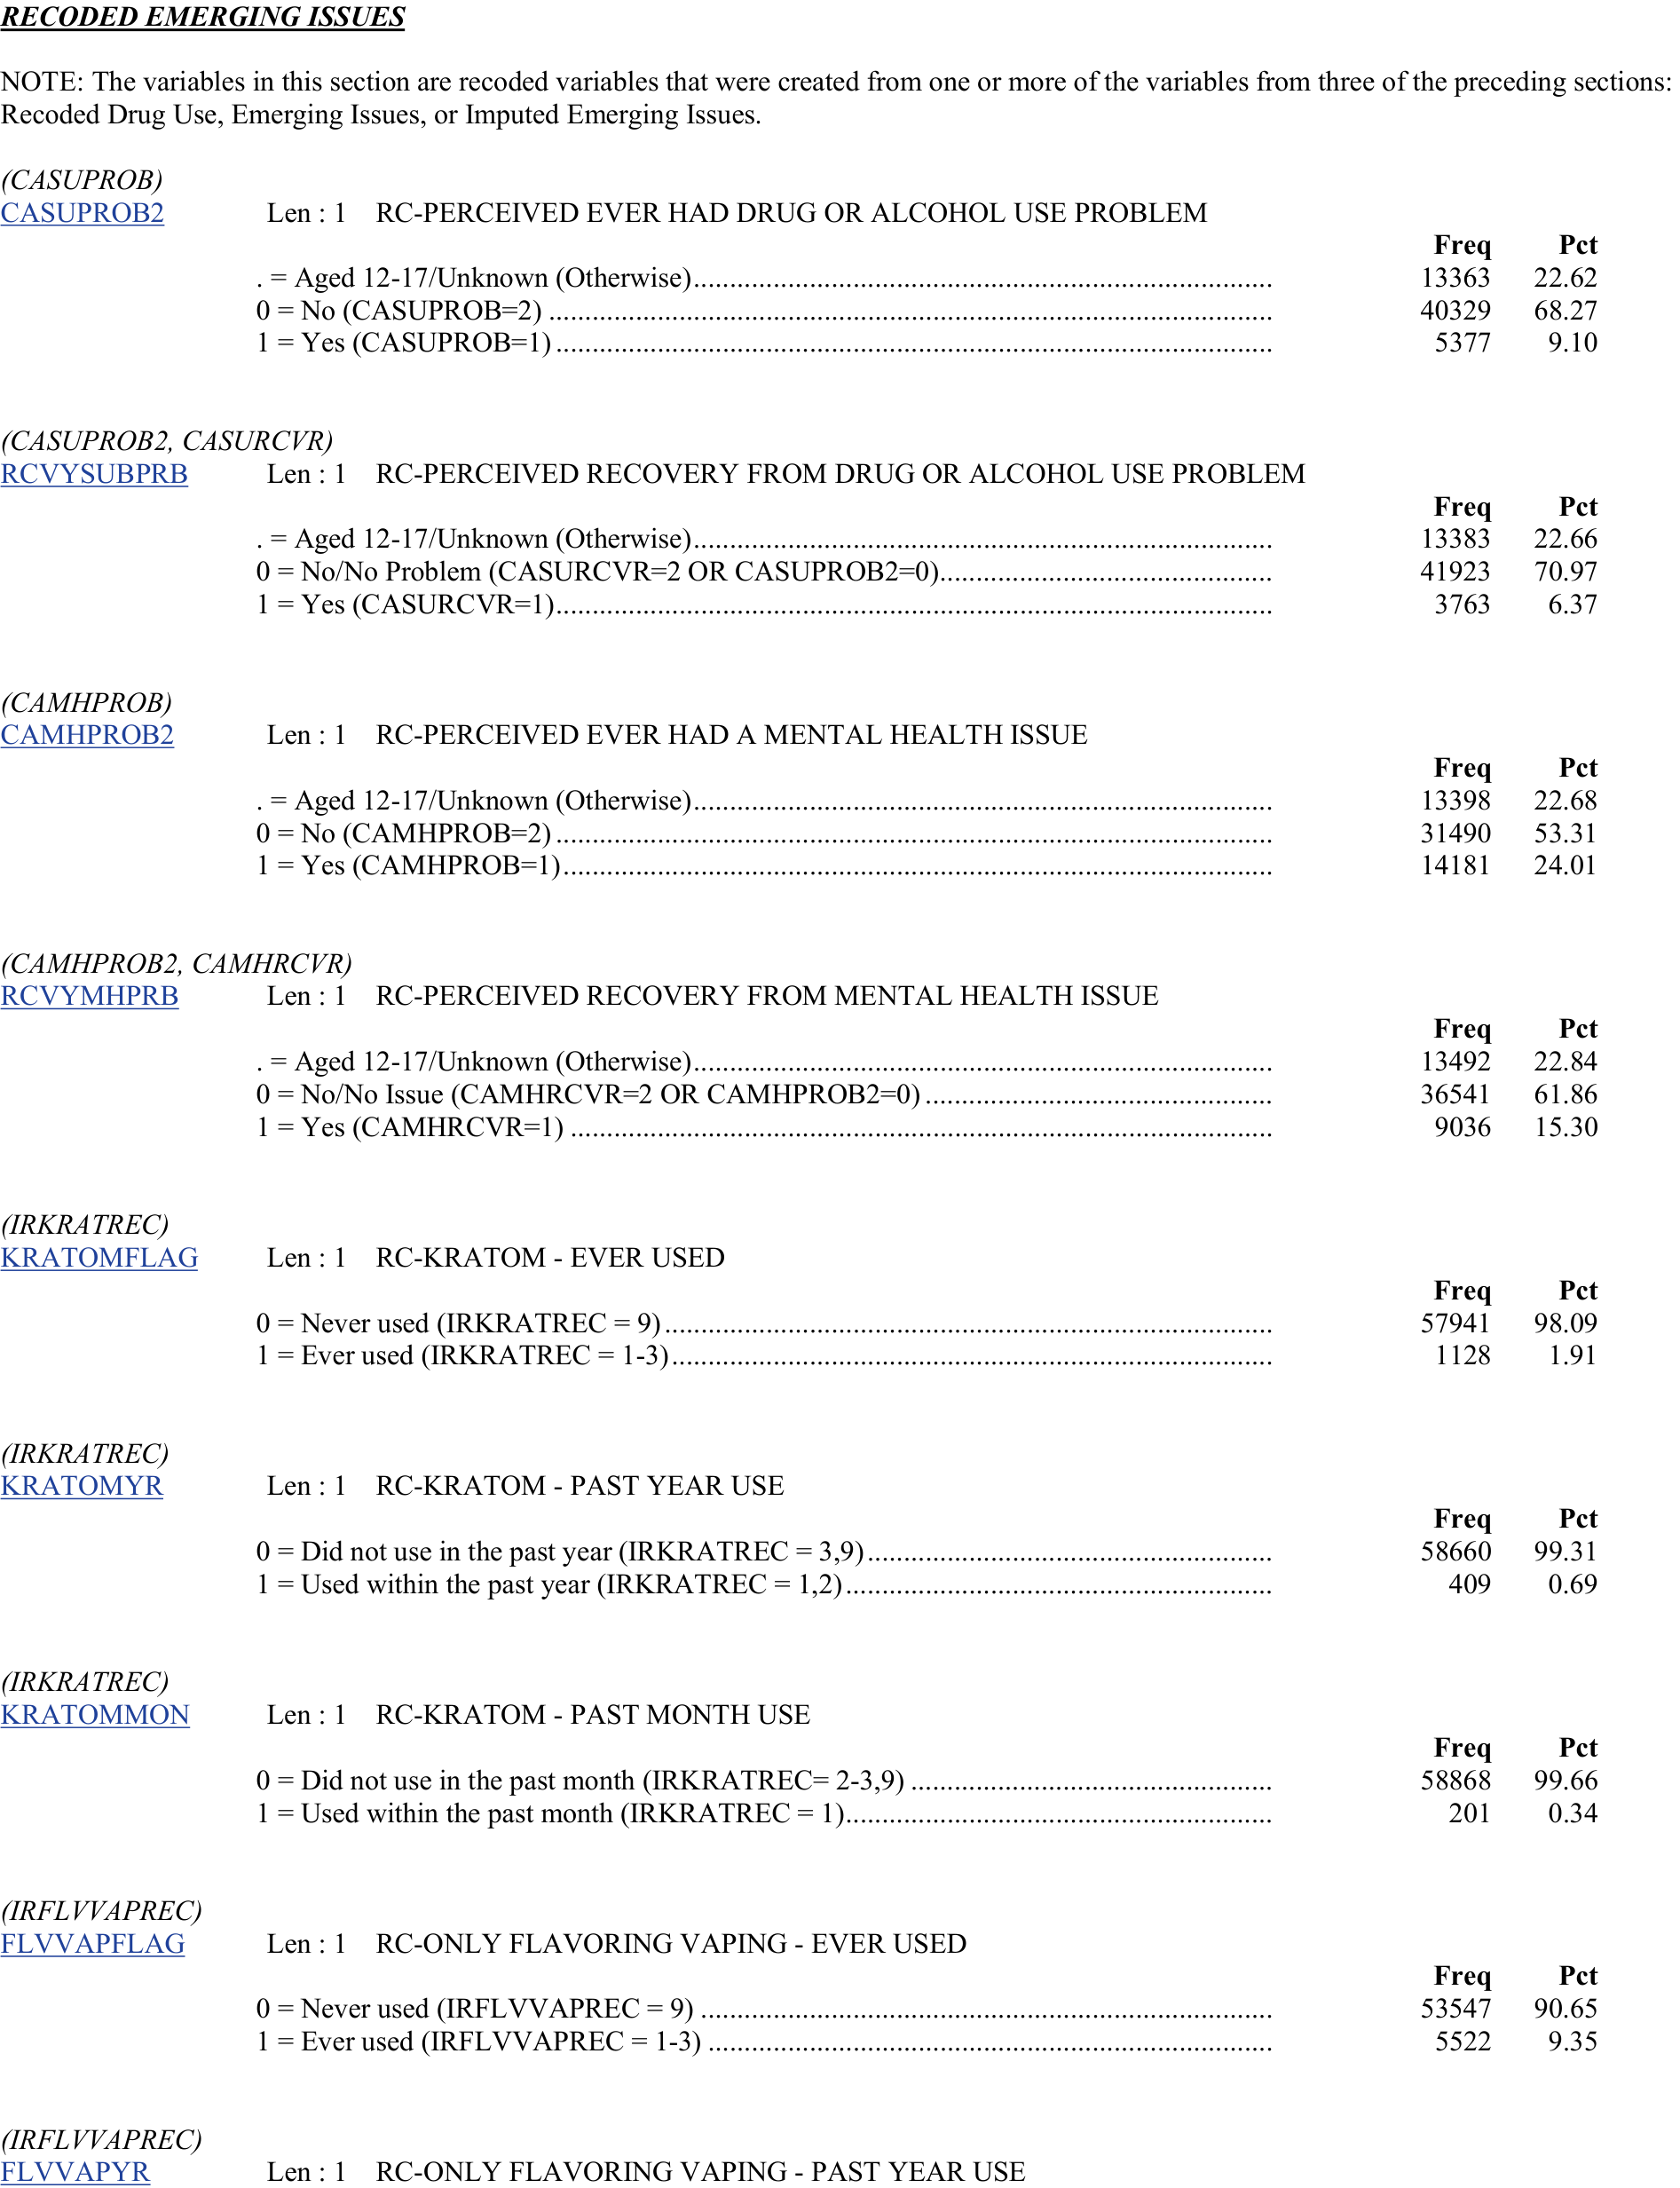 RECODED EMERGING ISSUES
NOTE: The variables in this section are recoded variables that were created from one or more of the variables from three of the preceding sections:
Recoded Drug Use, Emerging Issues, or Imputed Emerging Issues.
(CASUPROB)
CASUPROB2 Len : 1 RC-PERCEIVED EVER HAD DRUG OR ALCOHOL USE PROBLEM
Freq Pct
. = Aged 12-17/Unknown (Otherwise)................................................................................ 13363 22.62
0 = No (CASUPROB=2) .................................................................................................... 40329 68.27
1 = Yes (CASUPROB=1) ................................................................................................... 5377 9.10
(CASUPROB2, CASURCVR)
RCVYSUBPRB Len : 1 RC-PERCEIVED RECOVERY FROM DRUG OR ALCOHOL USE PROBLEM
Freq Pct
. = Aged 12-17/Unknown (Otherwise)................................................................................ 13383 22.66
0 = No/No Problem (CASURCVR=2 OR CASUPROB2=0).............................................. 41923 70.97
1 = Yes (CASURCVR=1)................................................................................................... 3763 6.37
(CAMHPROB)
CAMHPROB2 Len : 1 RC-PERCEIVED EVER HAD A MENTAL HEALTH ISSUE
Freq Pct
. = Aged 12-17/Unknown (Otherwise)................................................................................ 13398 22.68
0 = No (CAMHPROB=2) ................................................................................................... 31490 53.31
1 = Yes (CAMHPROB=1).................................................................................................. 14181 24.01
(CAMHPROB2, CAMHRCVR)
RCVYMHPRB Len : 1 RC-PERCEIVED RECOVERY FROM MENTAL HEALTH ISSUE
Freq Pct
. = Aged 12-17/Unknown (Otherwise)................................................................................ 13492 22.84
0 = No/No Issue (CAMHRCVR=2 OR CAMHPROB2=0) ................................................ 36541 61.86
1 = Yes (CAMHRCVR=1) ................................................................................................. 9036 15.30
(IRKRATREC)
KRATOMFLAG Len : 1 RC-KRATOM - EVER USED
Freq Pct
0 = Never used (IRKRATREC = 9).................................................................................... 57941 98.09
1 = Ever used (IRKRATREC = 1-3)................................................................................... 1128 1.91
(IRKRATREC)
KRATOMYR Len : 1 RC-KRATOM - PAST YEAR USE
Freq Pct
0 = Did not use in the past year (IRKRATREC = 3,9)........................................................ 58660 99.31
1 = Used within the past year (IRKRATREC = 1,2)........................................................... 409 0.69
(IRKRATREC)
KRATOMMON Len : 1 RC-KRATOM - PAST MONTH USE
Freq Pct
0 = Did not use in the past month (IRKRATREC= 2-3,9) .................................................. 58868 99.66
1 = Used within the past month (IRKRATREC = 1)........................................................... 201 0.34
(IRFLVVAPREC)
FLVVAPFLAG Len : 1 RC-ONLY FLAVORING VAPING - EVER USED
Freq Pct
0 = Never used (IRFLVVAPREC = 9) ............................................................................... 53547 90.65
1 = Ever used (IRFLVVAPREC = 1-3) .............................................................................. 5522 9.35
(IRFLVVAPREC)
FLVVAPYR Len : 1 RC-ONLY FLAVORING VAPING - PAST YEAR USE